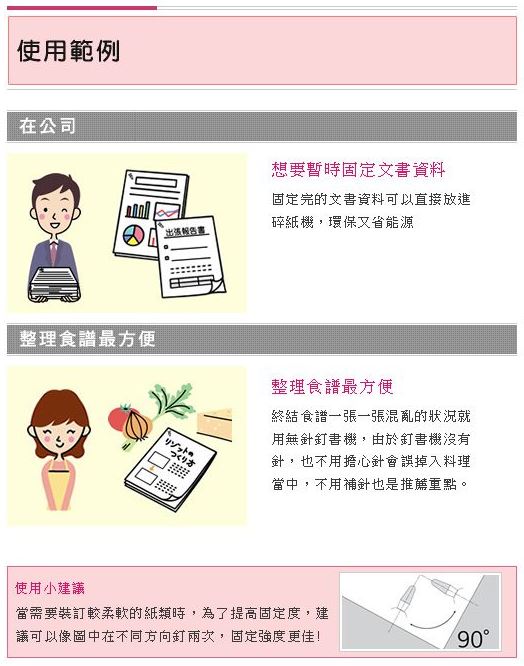 使用範例
在公司
想要暫時固定文書資料
固定完的文書資料可以直接放進
碎紙機，環保又省能源
出張報告書
整理食譜最方便
整理食譜最方便
終結食譜一張一張混亂的狀況就
用無針釘書機，由於釘書機沒有
針，也不用擔心針會誤掉入料理
當中，不用補針也是推薦重點。
リゾットの
つくり方
使用小建議
當需要裝訂較柔軟的紙類時，為了提高固定度，建
議可以像圖中在不同方向釘兩次，固定強度更佳!
90°